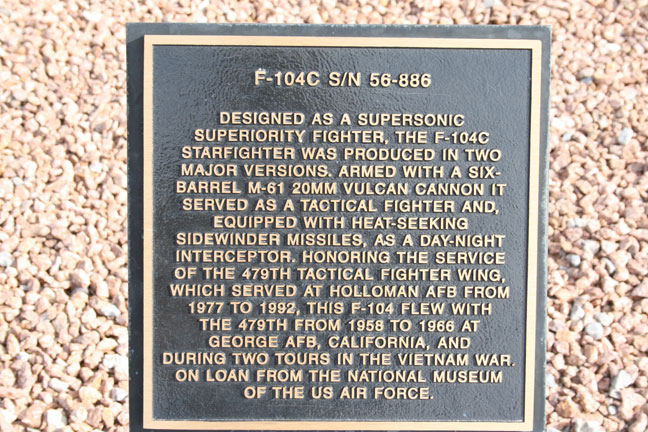 F-104C S/N 56-886
DESIGNED AS A SUPERSONIC
SUPERIORITY FIGHTER, THE F-104C
STARFIGHTER WAS PRODUCED IN TWO
MAJOR VERSIONS. ARMED WITH A SIX-
BARREL M-61 20MM VULCAN CANNON IT
SERVED AS A TACTICAL FIGHTER AND,
EQUIPPED WITH HEAT-SEEKING
SIDEWINDER MISSILES, AS A DAY-NIGHT
INTERCEPTOR. HONORING THE SERVICE
OF THE 479TH TACTICAL FIGHTER WING,
WHICH SERVED AT HOLLOMAN AFB FROM
1977 TO 1992, THIS F-104 FLEW WITH
THE 479TH FROM 1958 TO 1966 AT
GEORGE AFB, CALIFORNIA, AND
DURING TWO TOURS IN THE VIETNAM WAR.
ON LOAN FROM THE NATIONAL MUSEUM
OF THE US AIR FORCE.